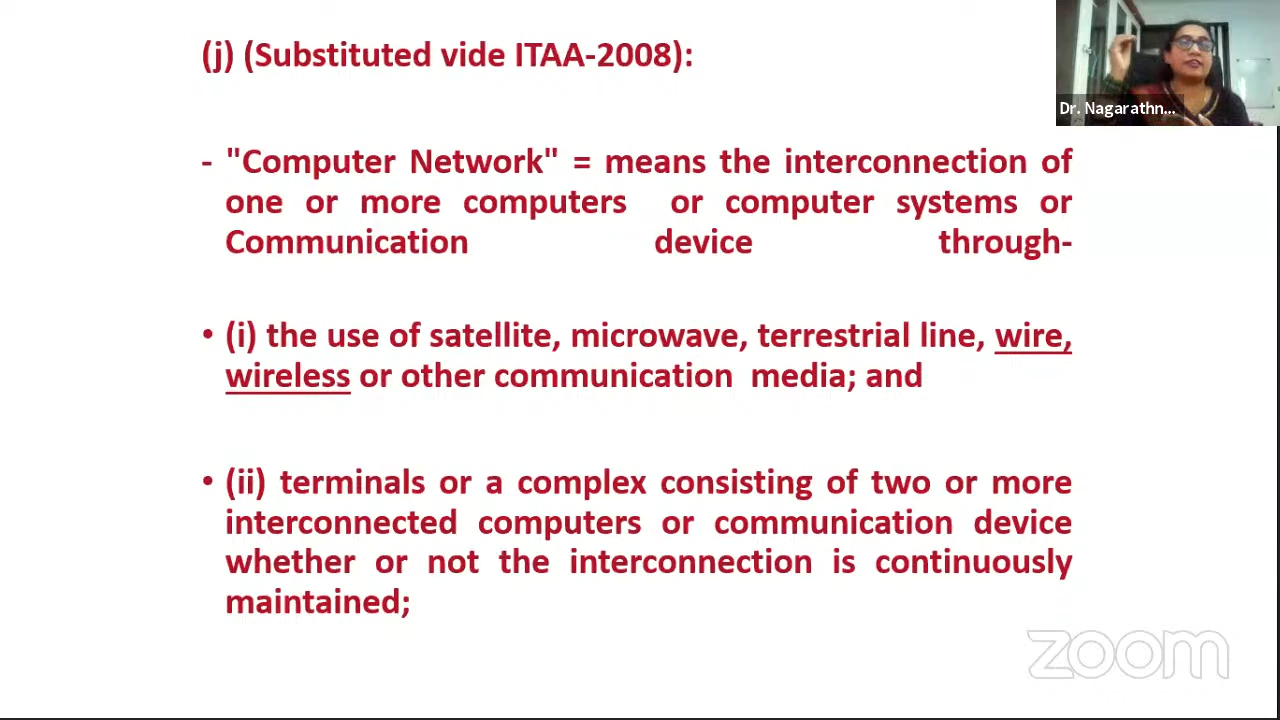 (j) (Substituted vide ITAA-2008):
Dr. Nagarathn...
- "Computer Network" = means the interconnection of
one or more computers or computer systems or
Communication device through-
• (i) the use of satellite, microwave, terrestrial line, wire,
wireless or other communication media; and
• (ii) terminals or a complex consisting of two or more
interconnected computers or communication device
whether or not the interconnection is continuously
maintained;
zoom